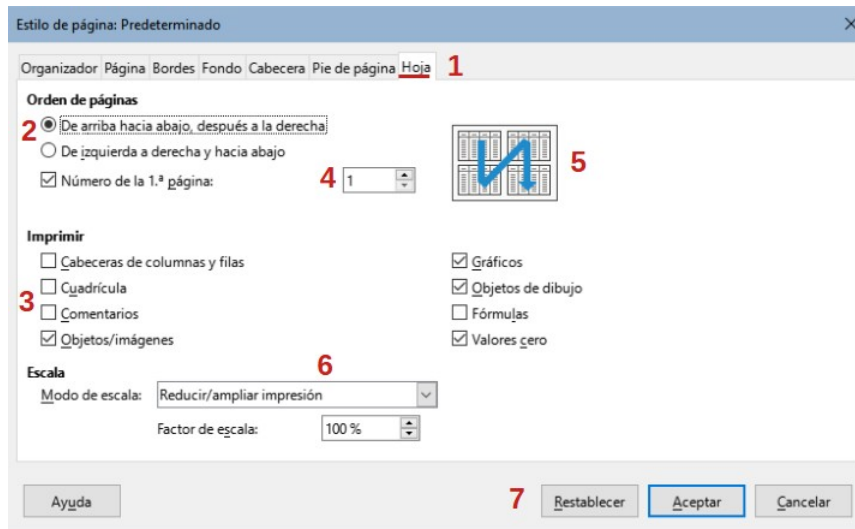 Estilo de página: Predeterminado
Organizador Página Bordes Fondo Cabecera Pie de página Hoja 1
Orden de páginas
2 De arriba hacia abajo, después a la derecha
De izquierda a derecha y hacia abajo
Número de la 1.ª página: 4 1
5
Imprimir
Cabeceras de columnas y filas
Cuadrícula
3
Comentarios
Objetos/imágenes
Gráficos
Objetos de dibujo
Fórmulas
Valores cero
6
Escala
Modo de escala: Reducir/ampliar impresión
Factor de escala: 100 %
Ayuda 7 Restablecer Aceptar Cancelar